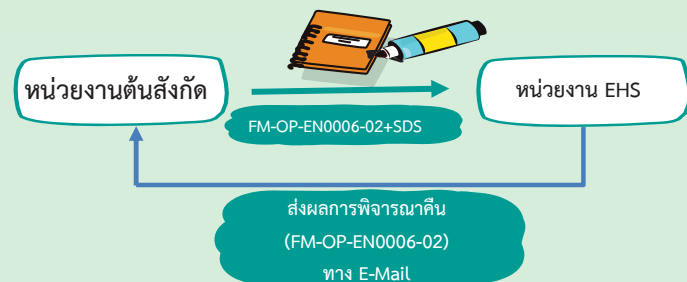 หน่วยงานต้นสังกัด
หน่วยงาน EHS
FM-OP-EN0006-02+SDS
ส่งผลการพิจารณาคืน
(FM-OP-EN0006-02)
ทาง E-Mail